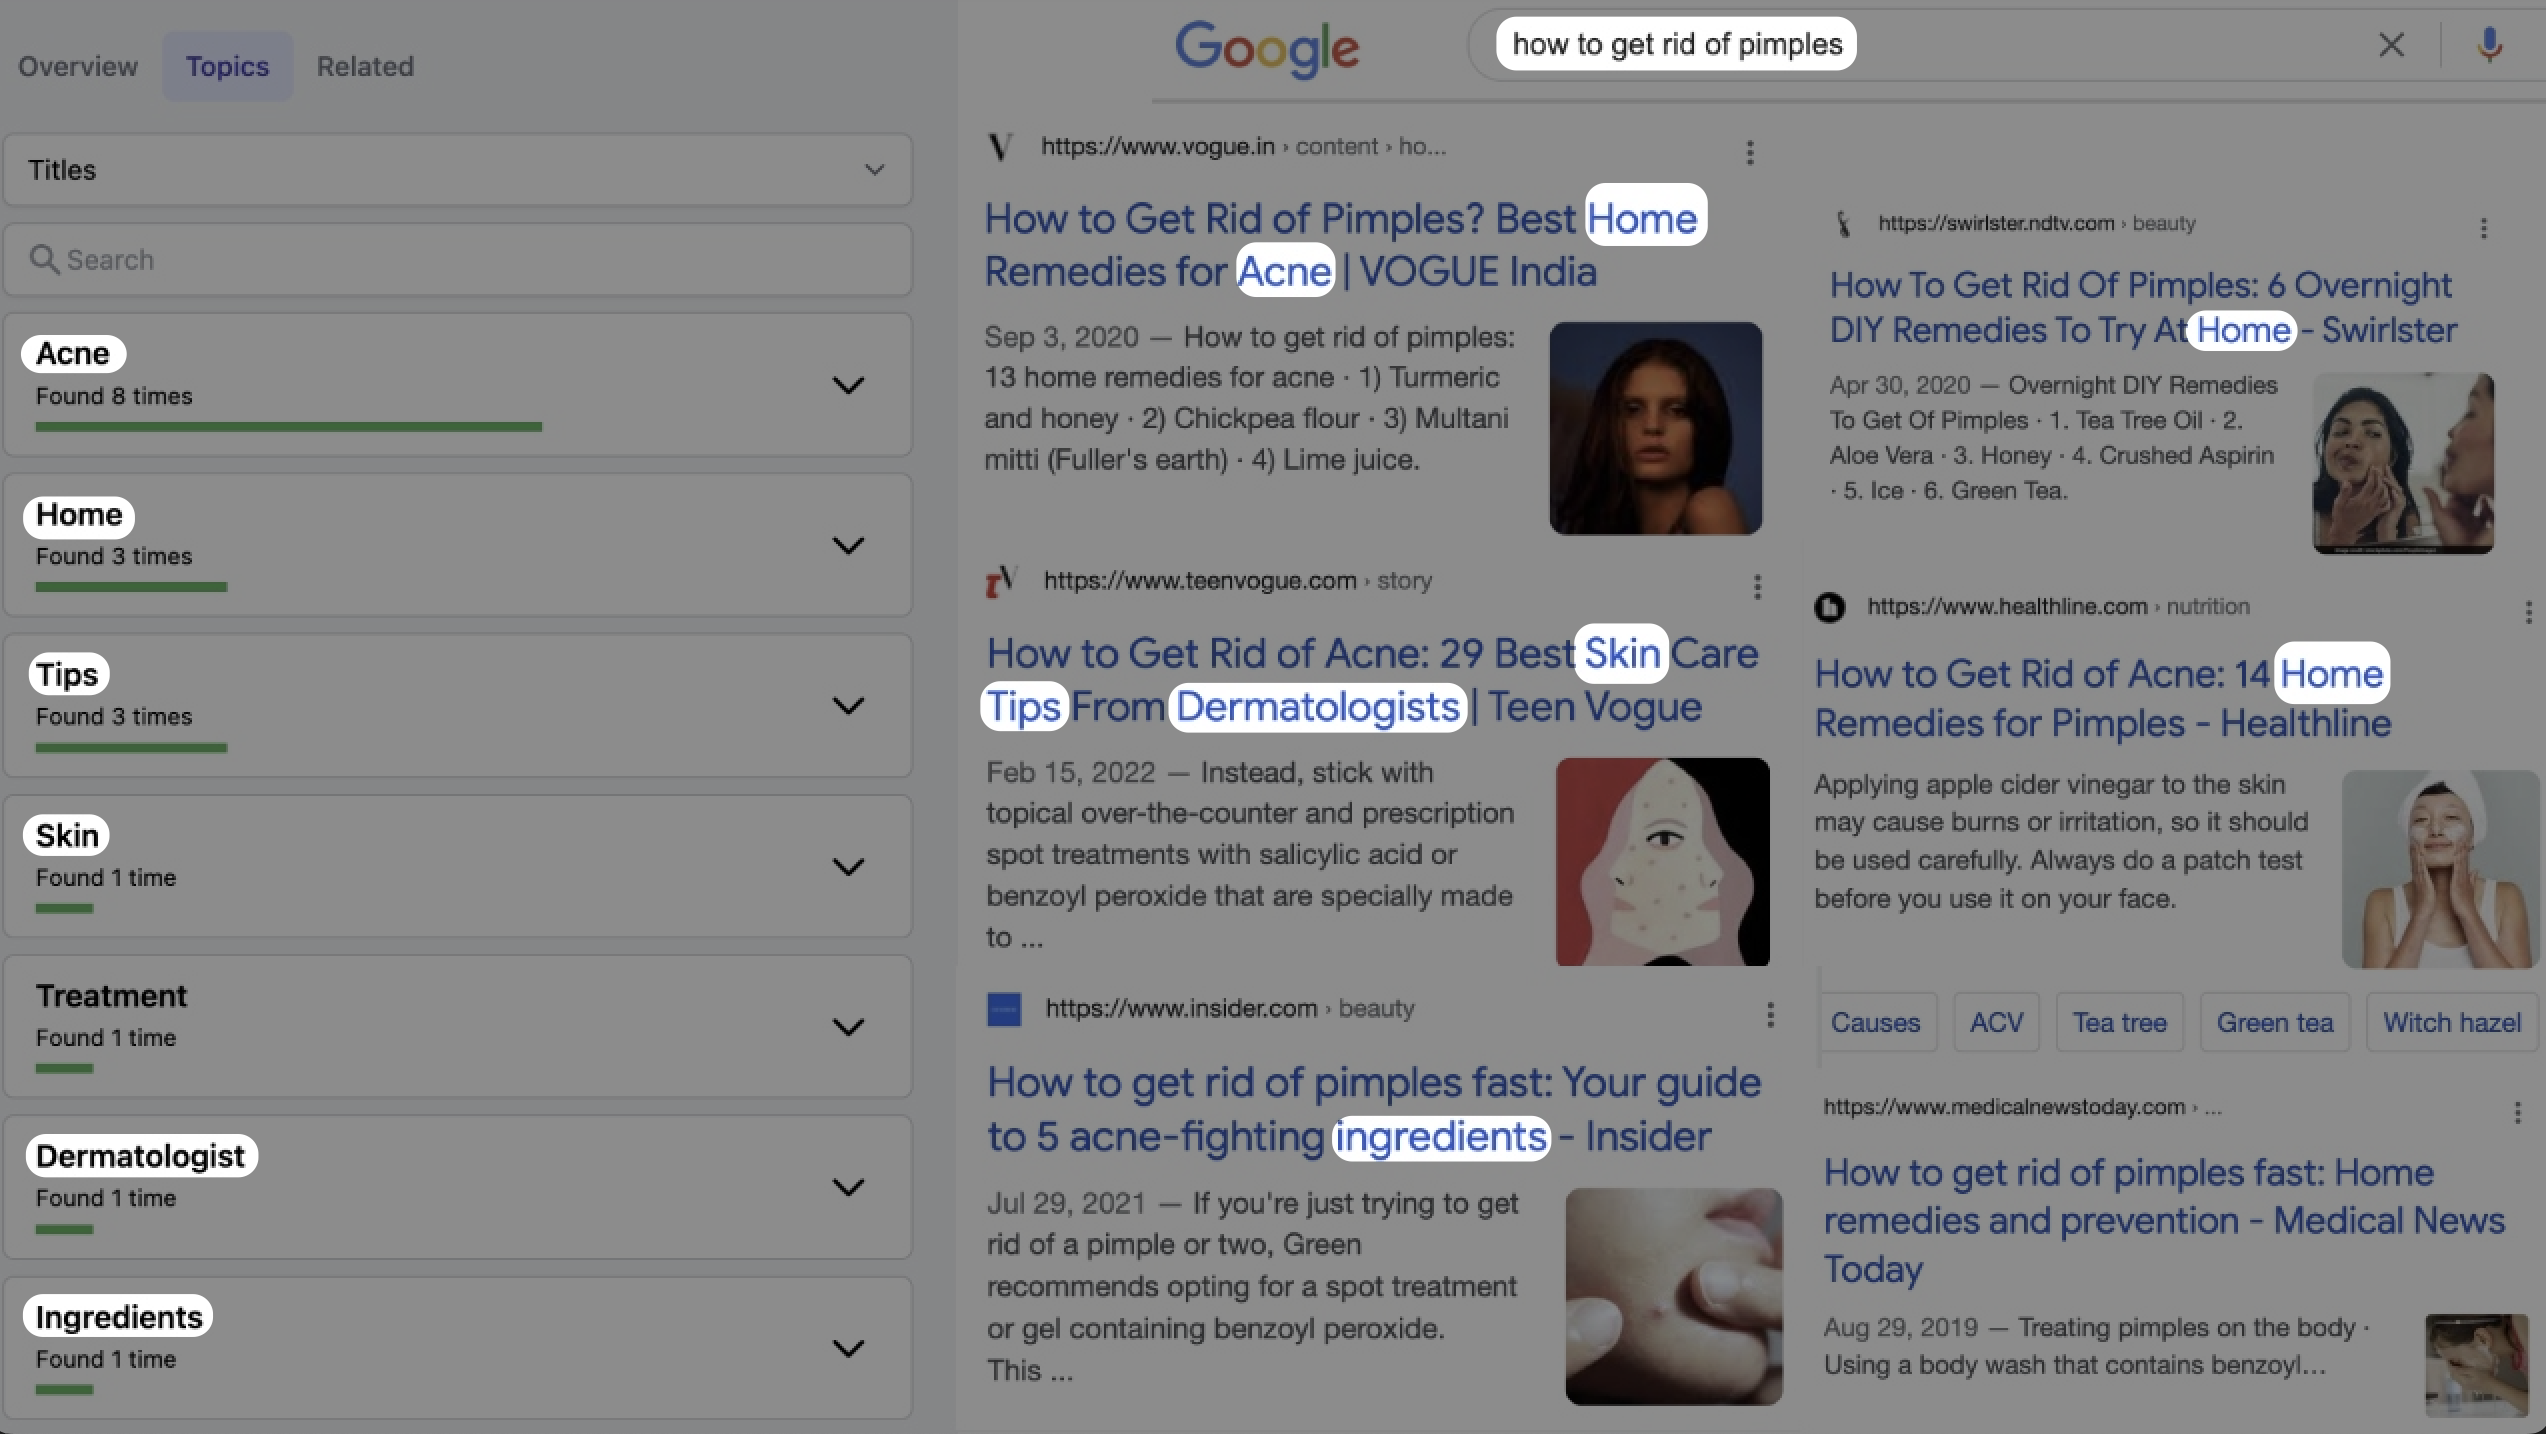 Overview
Topics
Related
Titles
Search
Acne
Found 8 times
Home
Found 3 times
Tips
Found 3 times
Skin
Found 1 time
Treatment
Found 1 time
Dermatologist
Found 1 time
Ingredients
Found 1 time
Google
how to get rid of pimples
V
https://www.vogue.in › content › ho...
How to Get Rid of Pimples? Best Home
Remedies for Acne | VOGUE India
Sep 3, 2020 — How to get rid of pimples:
13 home remedies for acne · 1) Turmeric
and honey · 2) Chickpea flour · 3) Multani
mitti (Fuller's earth) · 4) Lime juice.
tV
https://www.teenvogue.com › story
How to Get Rid of Acne: 29 Best Skin Care
Tips From Dermatologists | Teen Vogue
Feb 15, 2022 — Instead, stick with
topical over-the-counter and prescription
spot treatments with salicylic acid or
benzoyl peroxide that are specially made
to ...
https://www.insider.com › beauty
How to get rid of pimples fast: Your guide
to 5 acne-fighting ingredients - Insider
Jul 29, 2021 — If you're just trying to get
rid of a pimple or two, Green
recommends opting for a spot treatment
or gel containing benzoyl peroxide.
This ...
https://swirlster.ndtv.com › beauty
How To Get Rid Of Pimples: 6 Overnight
DIY Remedies To Try At Home - Swirlster
Apr 30, 2020 — Overnight DIY Remedies
To Get Of Pimples · 1. Tea Tree Oil · 2.
Aloe Vera · 3. Honey · 4. Crushed Aspirin
· 5. Ice · 6. Green Tea.
h
https://www.healthline.com › nutrition
How to Get Rid of Acne: 14 Home
Remedies for Pimples - Healthline
Applying apple cider vinegar to the skin
may cause burns or irritation, so it should
be used carefully. Always do a patch test
before you use it on your face.
Causes
ACV
Tea tree
Green tea
Witch hazel
https://www.medicalnewstoday.com › ...
How to get rid of pimples fast: Home
remedies and prevention - Medical News
Today
Aug 29, 2019 — Treating pimples on the body ·
Using a body wash that contains benzoyl...